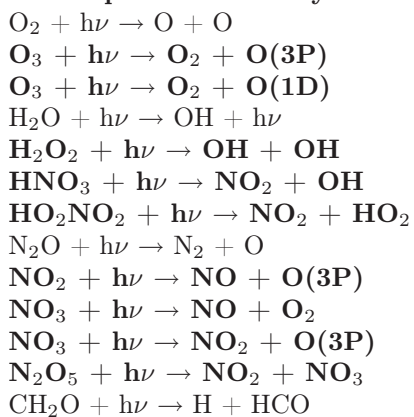 O₂ + hν → O + O
O₃ + hν → O₂ + O(3P)
O₃ + hν → O₂ + O(1D)
H₂O + hν → OH + hν
H₂O₂ + hν → OH + OH
HNO₃ + hν → NO₂ + OH
HO₂NO₂ + hν → NO₂ + HO₂
N₂O + hν → N₂ + O
NO₂ + hν → NO + O(3P)
NO₃ + hν → NO + O₂
NO₃ + hν → NO₂ + O(3P)
N₂O₅ + hν → NO₂ + NO₃
CH₂O + hν → H + HCO